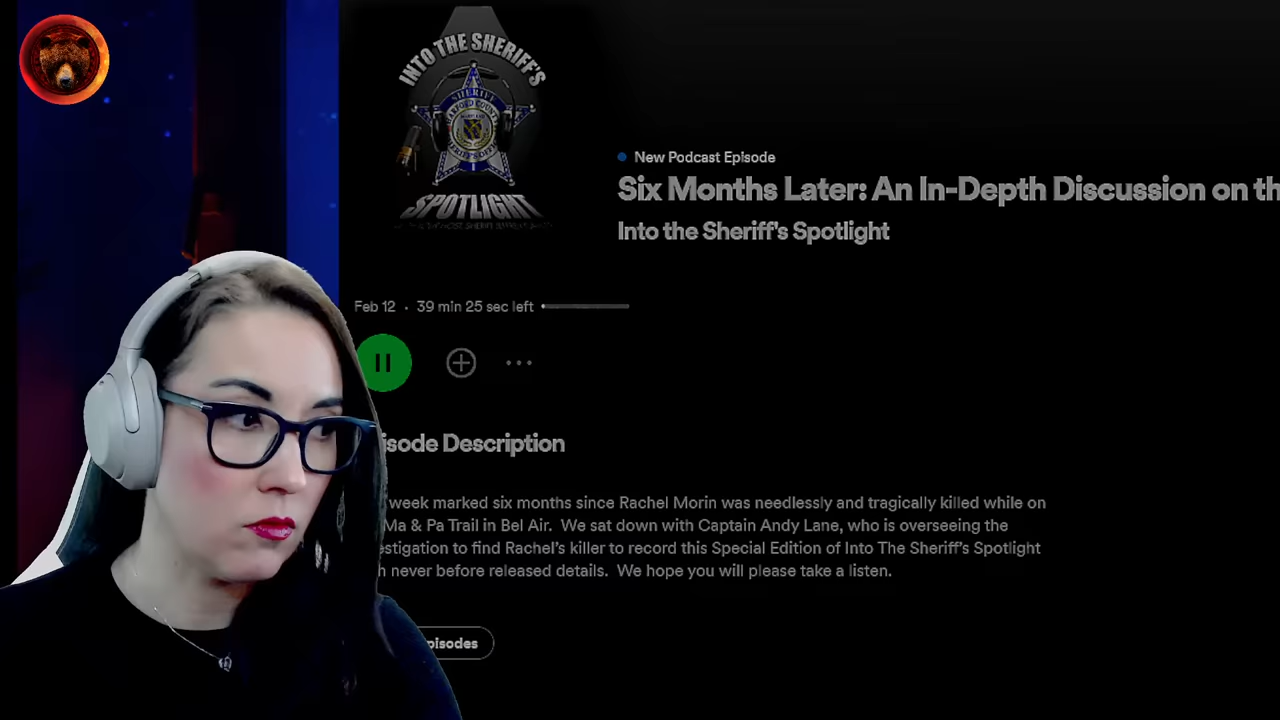 INTO THE SHERIFF'S
SHERIFF
SPOTLIGHT
New Podcast Episode
Six Months Later: An In-Depth Discussion on th
Into the Sheriff's Spotlight
Feb 12 · 39 min 25 sec left
isode Description
week marked six months since Rachel Morin was needlessly and tragically killed while on
Ma & Pa Trail in Bel Air. We sat down with Captain Andy Lane, who is overseeing the
estigation to find Rachel's killer to record this Special Edition of Into The Sheriff's Spotlight
never before released details. We hope you will please take a listen.
pisodes